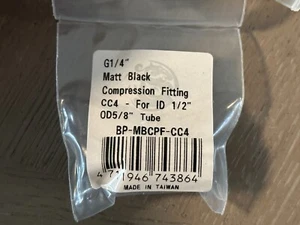 G1/4"
Matt Black
Compression Fitting
CC4 - For ID 1/2"
OD5/8" Tube
BP-MBCPF-CC4
4 711946 743864
MADE IN TAIWAN